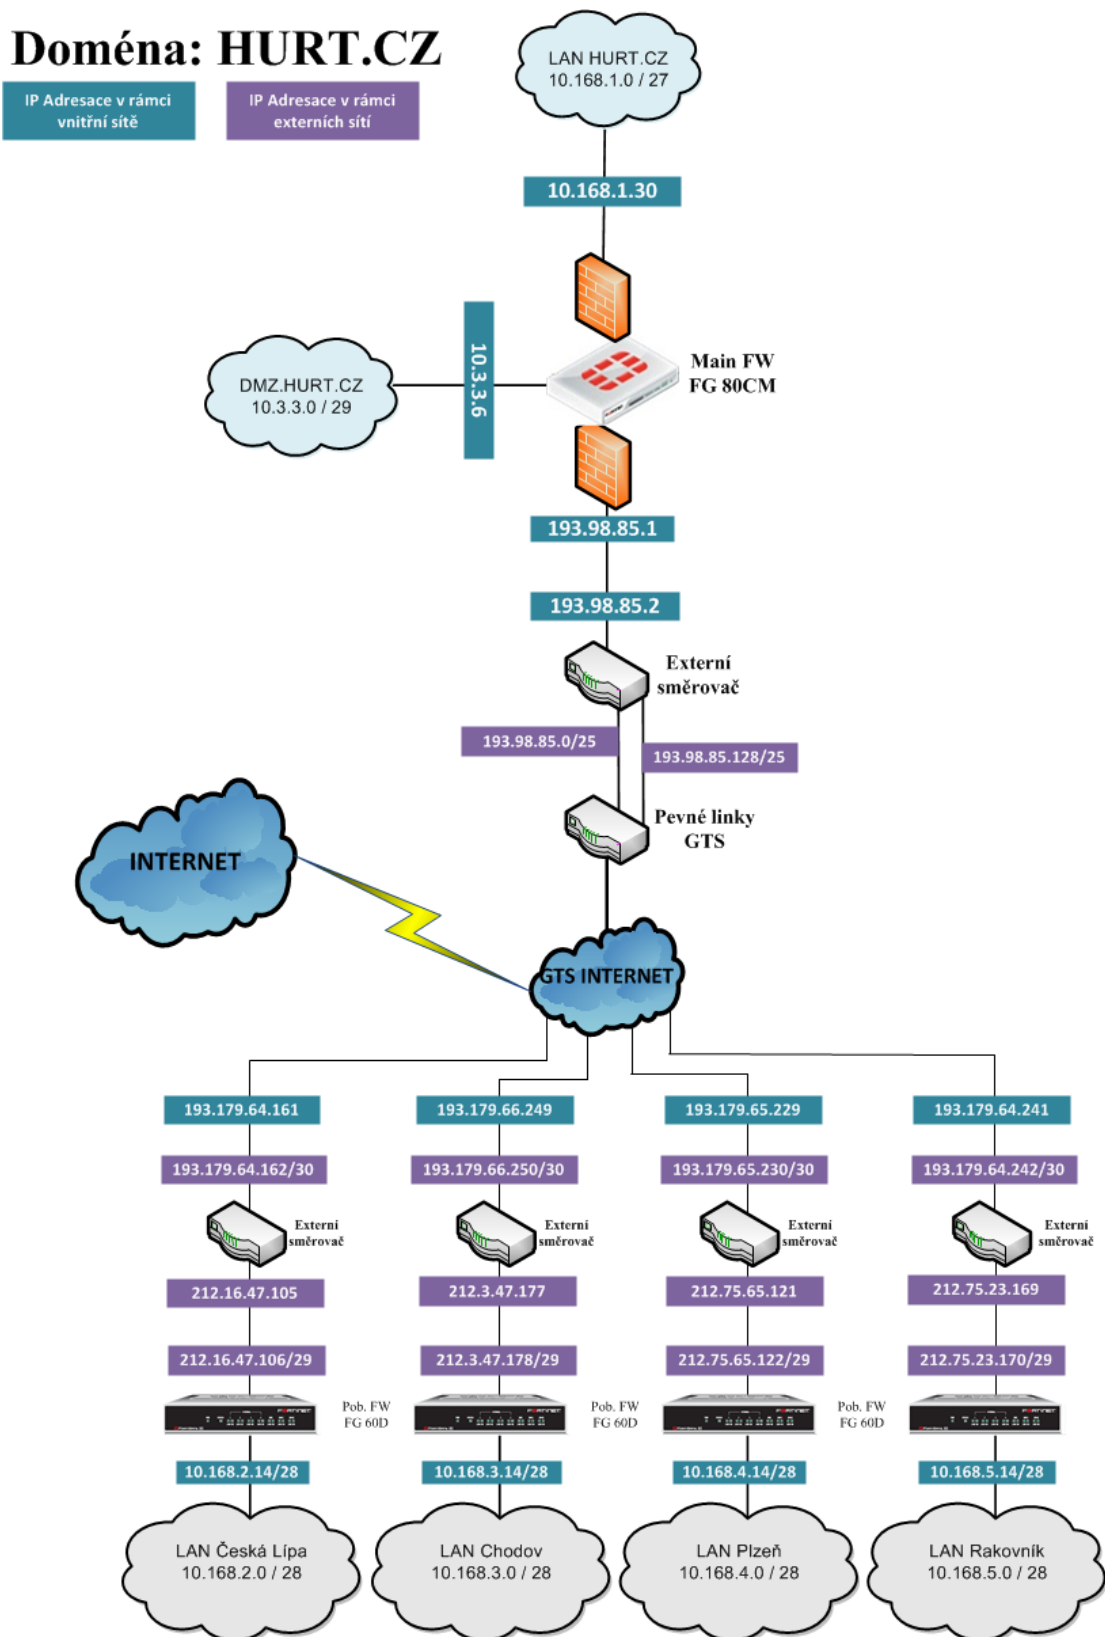 Doména: HURT.CZ
IP Adresace v rámci
vnitřní sítě
IP Adresace v rámci
externích sítí
LAN HURT.CZ
10.168.1.0 / 27
10.168.1.30
10.3.3.6
DMZ.HURT.CZ
10.3.3.0 / 29
Main FW
FG 80CM
193.98.85.1
193.98.85.2
Externí
směrovač
193.98.85.0/25
193.98.85.128/25
Pevné linky
GTS
INTERNET
GTS INTERNET
193.179.64.161
193.179.66.249
193.179.65.229
193.179.64.241
193.179.64.162/30
193.179.66.250/30
193.179.65.230/30
193.179.64.242/30
Externí
směrovač
Externí
směrovač
Externí
směrovač
Externí
směrovač
212.16.47.105
212.3.47.177
212.75.65.121
212.75.23.169
212.16.47.106/29
212.3.47.178/29
212.75.65.122/29
212.75.23.170/29
FORTINET
Pob. FW
FG 60D
FORTINET
Pob. FW
FG 60D
FORTINET
Pob. FW
FG 60D
FORTINET
10.168.2.14/28
10.168.3.14/28
10.168.4.14/28
10.168.5.14/28
LAN Česká Lípa
10.168.2.0 / 28
LAN Chodov
10.168.3.0 / 28
LAN Plzeň
10.168.4.0 / 28
LAN Rakovník
10.168.5.0 / 28